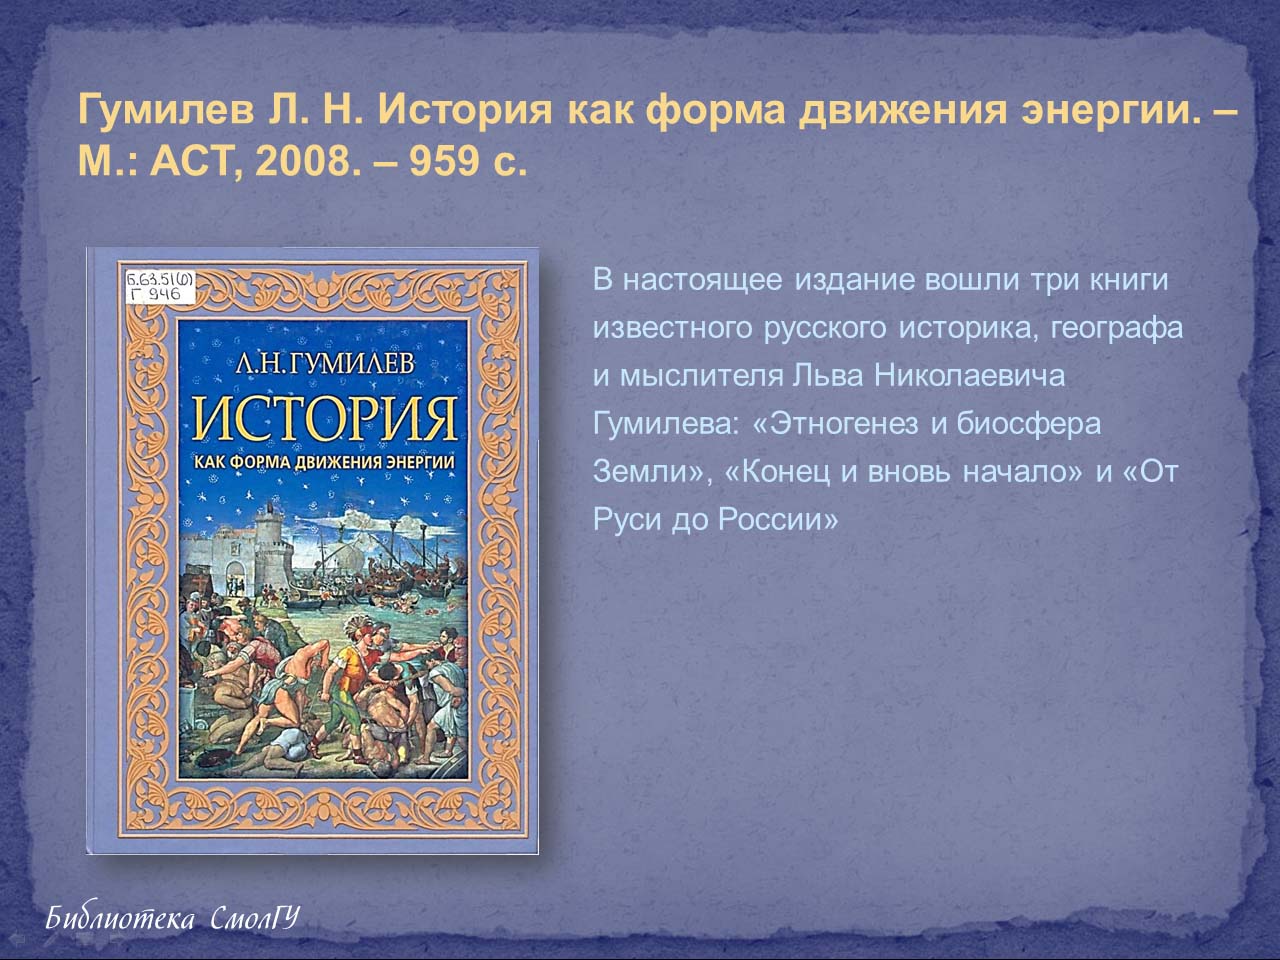 Гумилев Л. Н. История как форма движения энергии. –
М.: АСТ, 2008. – 959 с.
Б.63.51(0)
Г 946
Л.Н.ГУМИЛЕВ
ИСТОРИЯ
КАК ФОРМА ДВИЖЕНИЯ ЭНЕРГИИ
В настоящее издание вошли три книги
известного русского историка, географа
и мыслителя Льва Николаевича
Гумилева: «Этногенез и биосфера
Земли», «Конец и вновь начало» и «От
Руси до России»
Библиотека СмолГУ